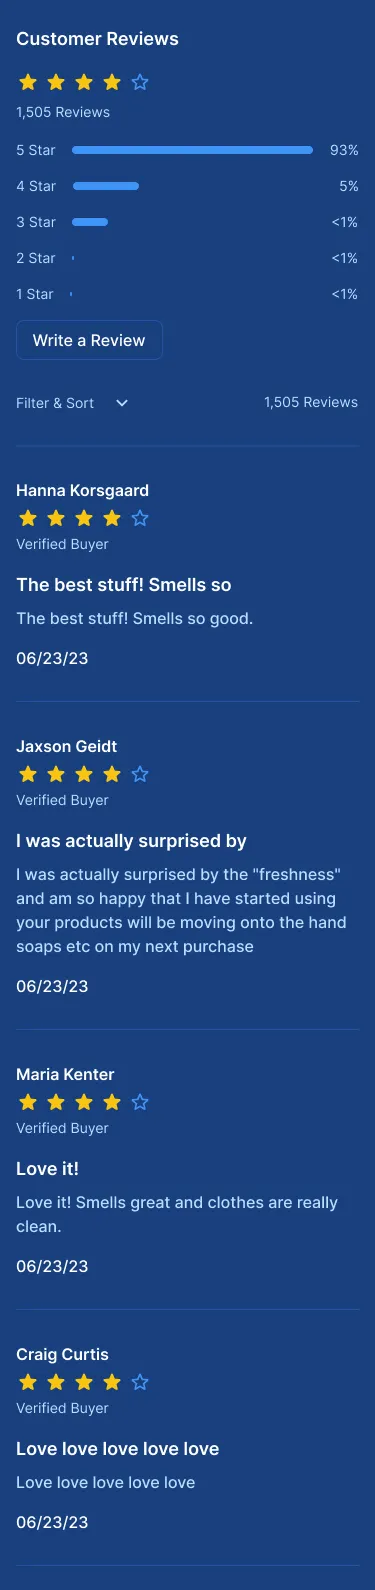 Customer Reviews
1,505 Reviews
5 Star 93%
4 Star 5%
3 Star <1%
2 Star <1%
1 Star <1%
Write a Review
Filter & Sort 1,505 Reviews
Hanna Korsgaard
Verified Buyer
The best stuff! Smells so
The best stuff! Smells so good.
06/23/23
Jaxson Geidt
Verified Buyer
I was actually surprised by
I was actually surprised by the "freshness"
and am so happy that I have started using
your products will be moving onto the hand
soaps etc on my next purchase
06/23/23
Maria Kenter
Verified Buyer
Love it!
Love it! Smells great and clothes are really
clean.
06/23/23
Craig Curtis
Verified Buyer
Love love love love love
Love love love love love
06/23/23